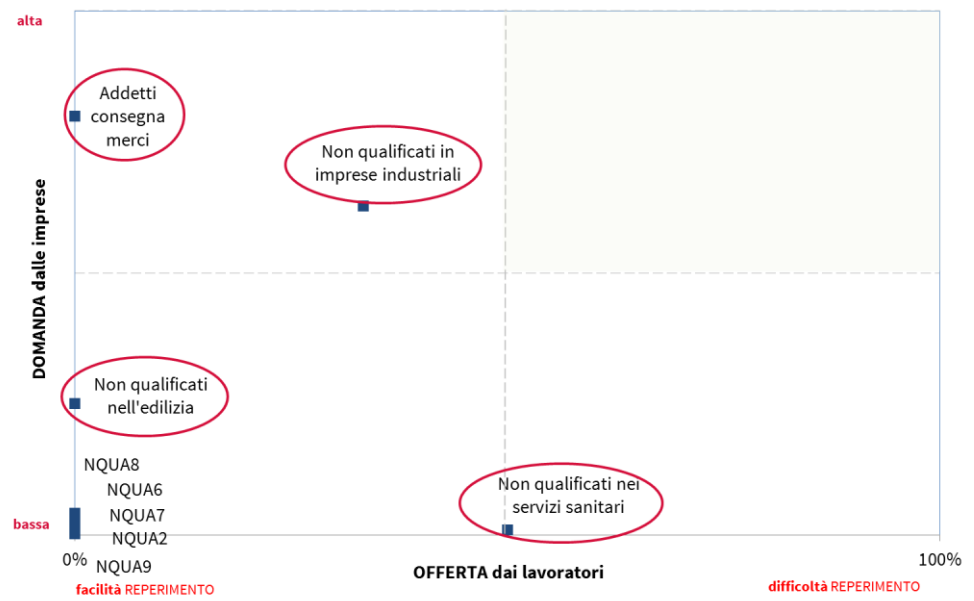 alta
Addetti
consegna
merci
Non qualificati in
imprese industriali
DOMANDA dalle imprese
Non qualificati
nell'edilizia
NQUA8
NQUA6
NQUA7
NQUA2
NQUA9
Non qualificati nei
servizi sanitari
bassa
0%
100%
OFFERTA dai lavoratori
facilità REPERIMENTO
difficoltà REPERIMENTO